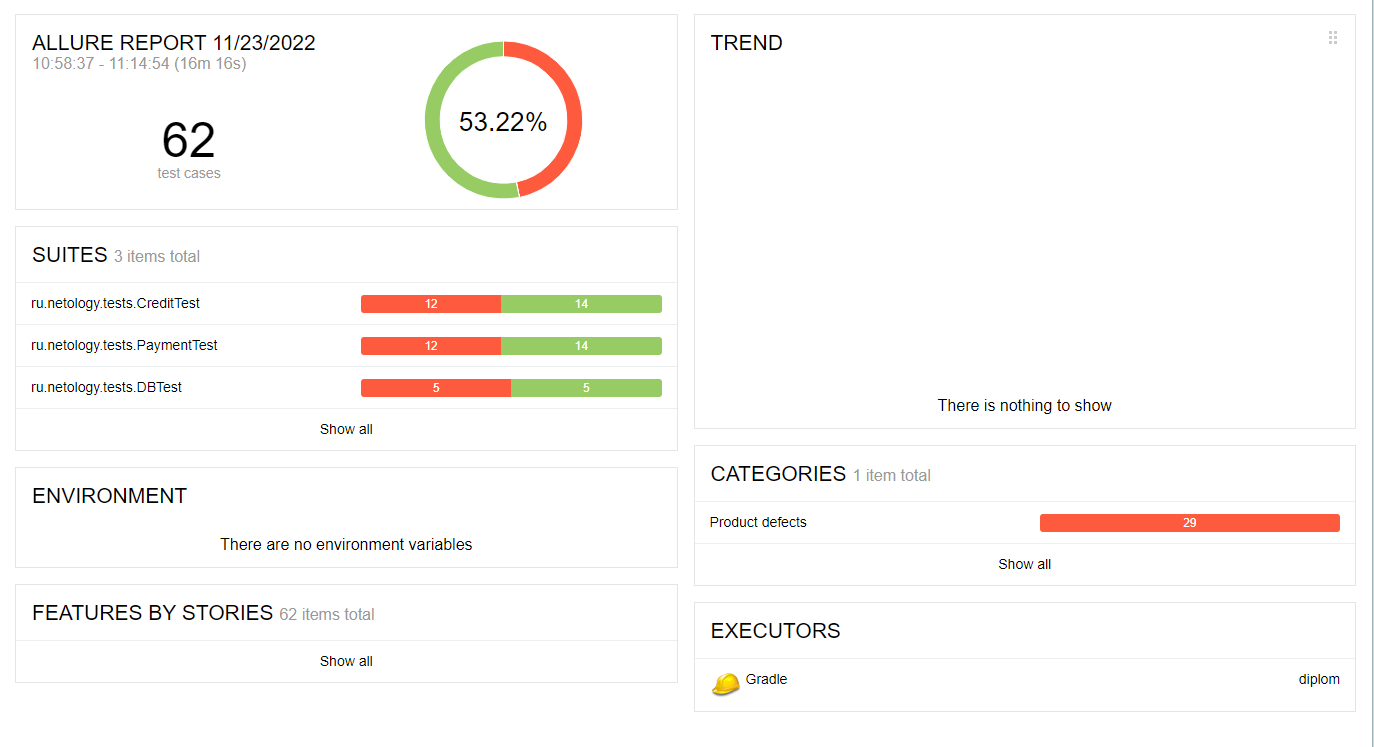 ALLURE REPORT 11/23/2022
10:58:37 - 11:14:54 (16m 16s)
62
test cases
53.22%
SUITES 3 items total
ru.netology.tests.CreditTest 12 14
ru.netology.tests.PaymentTest 12 14
ru.netology.tests.DBTest 5 5
Show all
ENVIRONMENT
There are no environment variables
FEATURES BY STORIES 62 items total
Show all
TREND
There is nothing to show
CATEGORIES 1 item total
Product defects 29
Show all
EXECUTORS
Gradle diplom